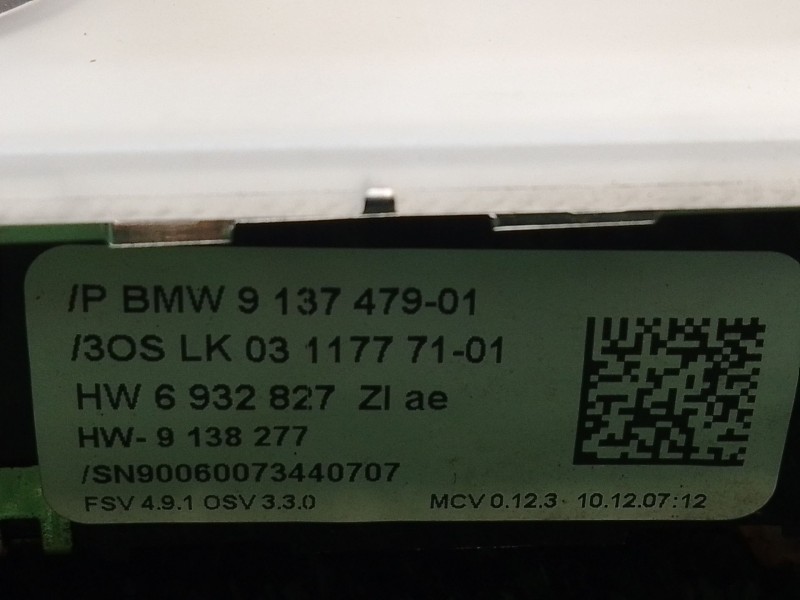 /P BMW 9 137 479-01
/3OS LK 03 1177 71-01
HW 6 932 827 ZI ae
HW- 9 138 277
/SN90060073440707
FSV 4.9.1 OSV 3.3.0 MCV 0.12.3 10.12.07:12